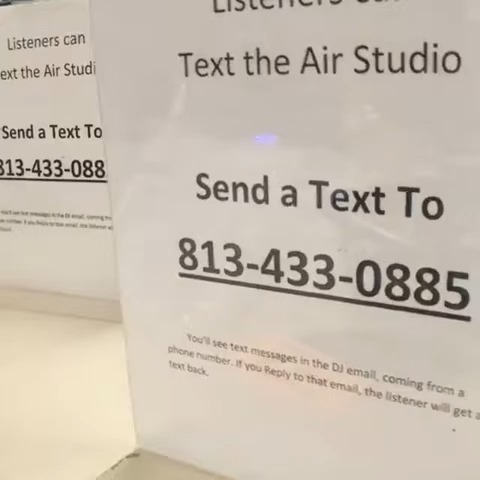 Listeners can
Text the Air Studio
Send a Text To
813-433-0885
You'll see text messages in the DJ email, coming from a
phone number. If you Reply to that email, the listener will get a
text back.
Listeners can
ext the Air Studi
Send a Text To
813-433-088